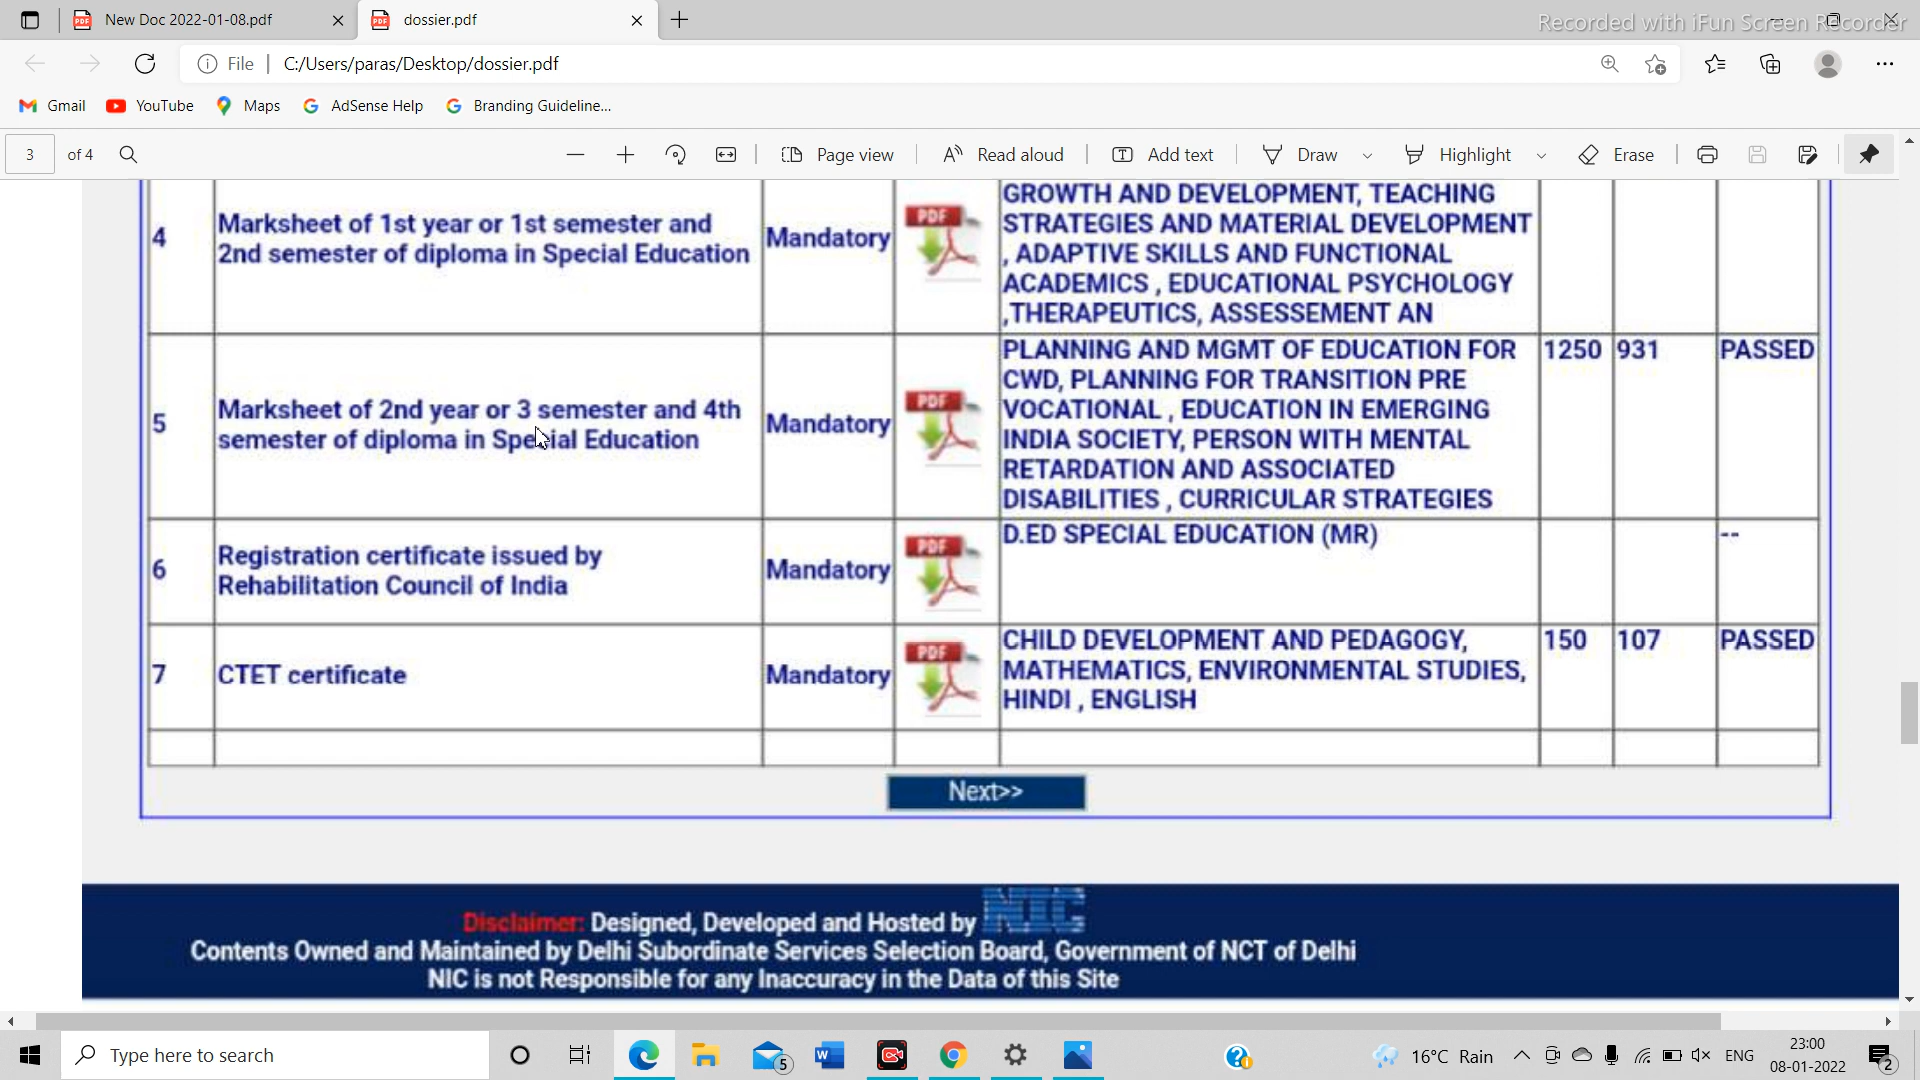 New Doc 2022-01-08.pdf
dossier.pdf
Recorded with iFun Screen Recorder
File
C:/Users/paras/Desktop/dossier.pdf
Gmail
YouTube
Maps
AdSense Help
Branding Guideline...
3 of 4
Page view
Read aloud
Add text
Draw
Highlight
Erase
4
Marksheet of 1st year or 1st semester and
2nd semester of diploma in Special Education
Mandatory
PDF
GROWTH AND DEVELOPMENT, TEACHING
STRATEGIES AND MATERIAL DEVELOPMENT
, ADAPTIVE SKILLS AND FUNCTIONAL
ACADEMICS , EDUCATIONAL PSYCHOLOGY
,THERAPEUTICS, ASSESSEMENT AN
5
Marksheet of 2nd year or 3 semester and 4th
semester of diploma in Special Education
Mandatory
PDF
PLANNING AND MGMT OF EDUCATION FOR
CWD, PLANNING FOR TRANSITION PRE
VOCATIONAL , EDUCATION IN EMERGING
INDIA SOCIETY, PERSON WITH MENTAL
RETARDATION AND ASSOCIATED
DISABILITIES , CURRICULAR STRATEGIES
1250
931
PASSED
6
Registration certificate issued by
Rehabilitation Council of India
Mandatory
PDF
D.ED SPECIAL EDUCATION (MR)
--
7
CTET certificate
Mandatory
PDF
CHILD DEVELOPMENT AND PEDAGOGY,
MATHEMATICS, ENVIRONMENTAL STUDIES,
HINDI , ENGLISH
150
107
PASSED
Next>>
Disclaimer: Designed, Developed and Hosted by NIC
Contents Owned and Maintained by Delhi Subordinate Services Selection Board, Government of NCT of Delhi
NIC is not Responsible for any Inaccuracy in the Data of this Site
Type here to search
5
16°C Rain
ENG
23:00
08-01-2022
2